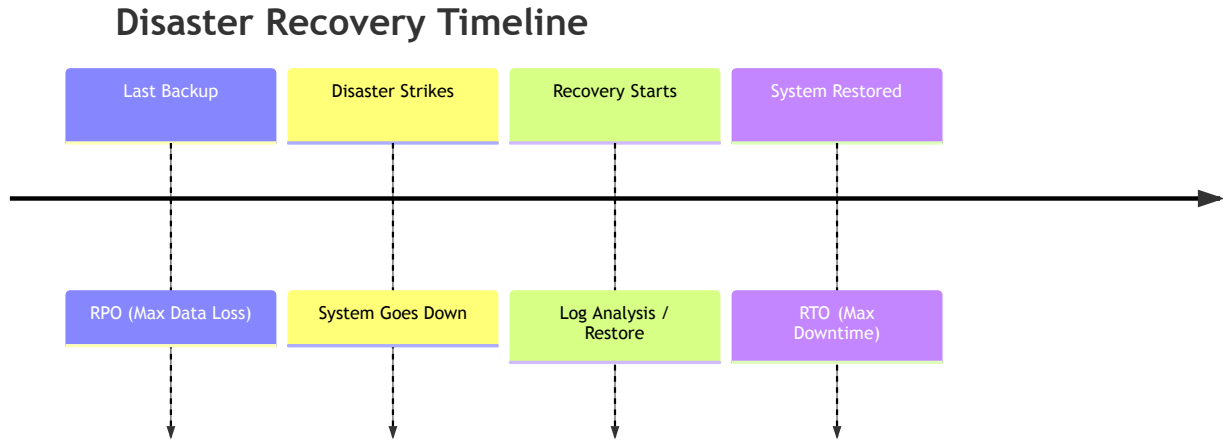 Disaster Recovery Timeline
Last Backup
Disaster Strikes
Recovery Starts
System Restored
RPO (Max Data Loss)
System Goes Down
Log Analysis /
Restore
RTO (Max
Downtime)